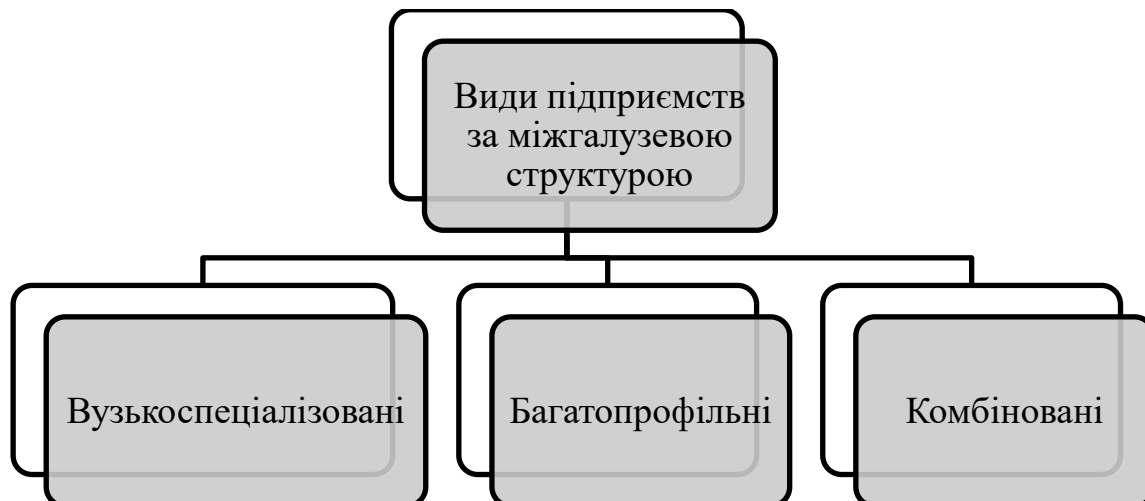 Види підприємств
за міжгалузевою
структурою
Вузькоспеціалізовані
Багатопрофільні
Комбіновані